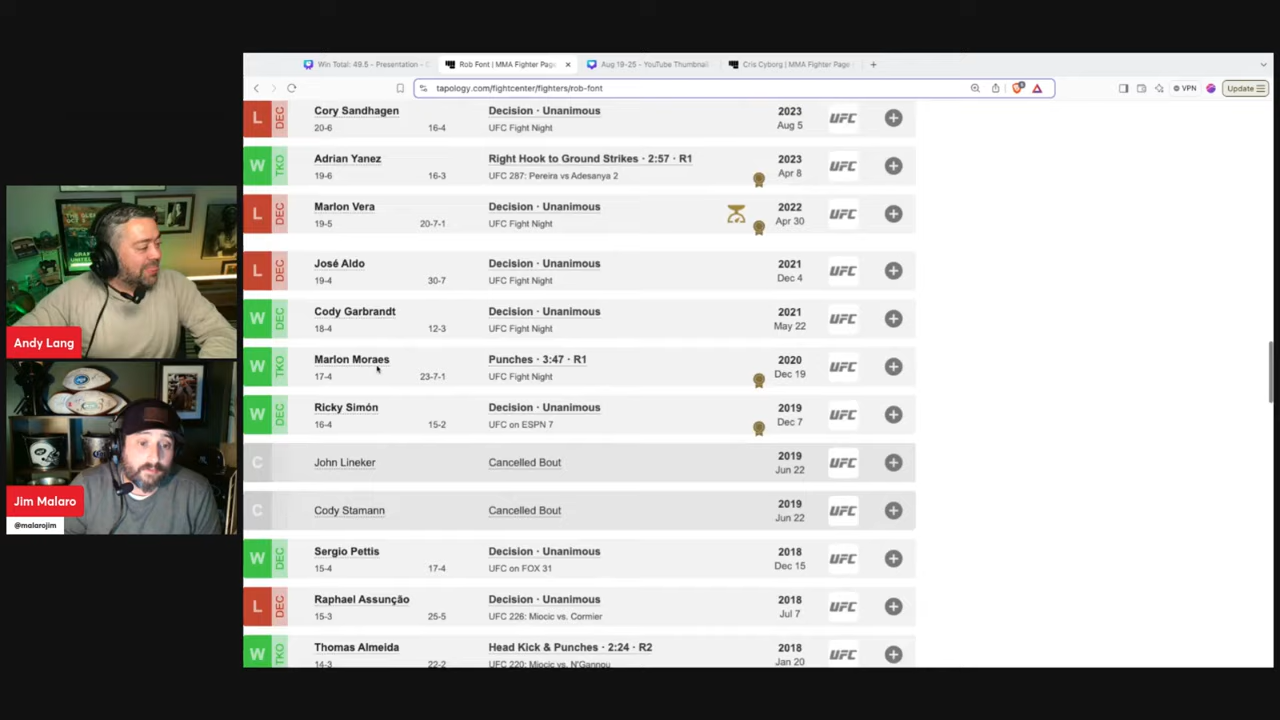 Win Total: 49.5 - Presentation - C
Rob Font | MMA Fighter Page
Aug 19-25 - YouTube Thumbnail
Cris Cyborg | MMA Fighter Page
tapology.com/fightcenter/fighters/rob-font
VPN
Update
L DEC Cory Sandhagen Decision · Unanimous 2023 UFC
20-6 16-4 UFC Fight Night Aug 5
W TKO Adrian Yanez Right Hook to Ground Strikes · 2:57 · R1 2023 UFC
19-6 16-3 UFC 287: Pereira vs Adesanya 2 Apr 8
L DEC Marlon Vera Decision · Unanimous 2022 UFC
19-5 20-7-1 UFC Fight Night Apr 30
L DEC José Aldo Decision · Unanimous 2021 UFC
19-4 30-7 UFC Fight Night Dec 4
W DEC Cody Garbrandt Decision · Unanimous 2021 UFC
18-4 12-3 UFC Fight Night May 22
W TKO Marlon Moraes Punches · 3:47 · R1 2020 UFC
17-4 23-7-1 UFC Fight Night Dec 19
W DEC Ricky Simón Decision · Unanimous 2019 UFC
16-4 15-2 UFC on ESPN 7 Dec 7
C John Lineker Cancelled Bout 2019 UFC
Jun 22
C Cody Stamann Cancelled Bout 2019 UFC
Jun 22
W DEC Sergio Pettis Decision · Unanimous 2018 UFC
15-4 17-4 UFC on FOX 31 Dec 15
L DEC Raphael Assunção Decision · Unanimous 2018 UFC
15-3 25-5 UFC 226: Miocic vs. Cormier Jul 7
W TKO Thomas Almeida Head Kick & Punches · 2:24 · R2 2018 UFC
14-3 22-2 UFC 220: Miocic vs. N'Gannou Jan 20
Andy Lang
Jim Malaro
@malarojim